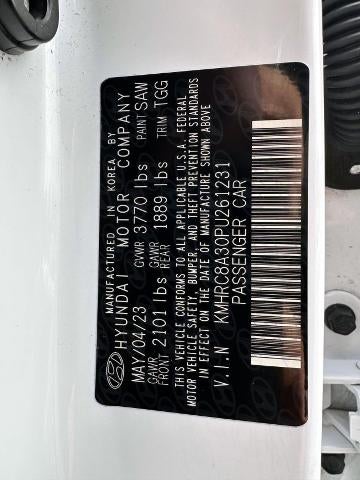 MANUFACTURED IN KOREA BY
HYUNDAI MOTOR COMPANY
MAY/04/23 GVWR 3770 lbs PAINT SAW
GAWR FRONT 2101 lbs GAWR REAR 1889 lbs TRIM TGG
THIS VEHICLE CONFORMS TO ALL APPLICABLE U.S.A. FEDERAL
MOTOR VEHICLE SAFETY, BUMPER, AND THEFT PREVENTION STANDARDS
IN EFFECT ON THE DATE OF MANUFACTURE SHOWN ABOVE
V.I.N KMHRC8A30PU261231
PASSENGER CAR